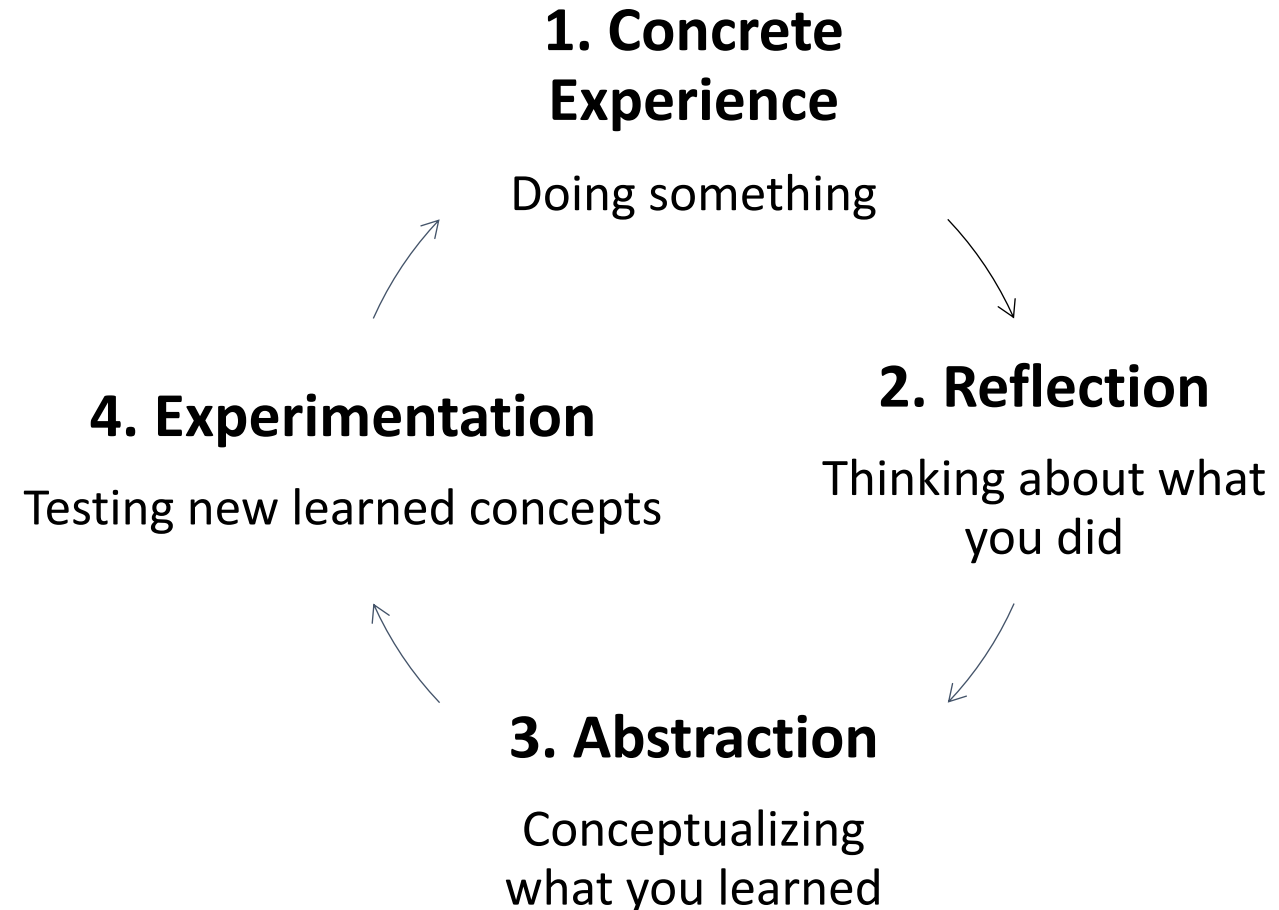 1. Concrete
Experience
Doing something
2. Reflection
Thinking about what
you did
3. Abstraction
Conceptualizing
what you learned
4. Experimentation
Testing new learned concepts